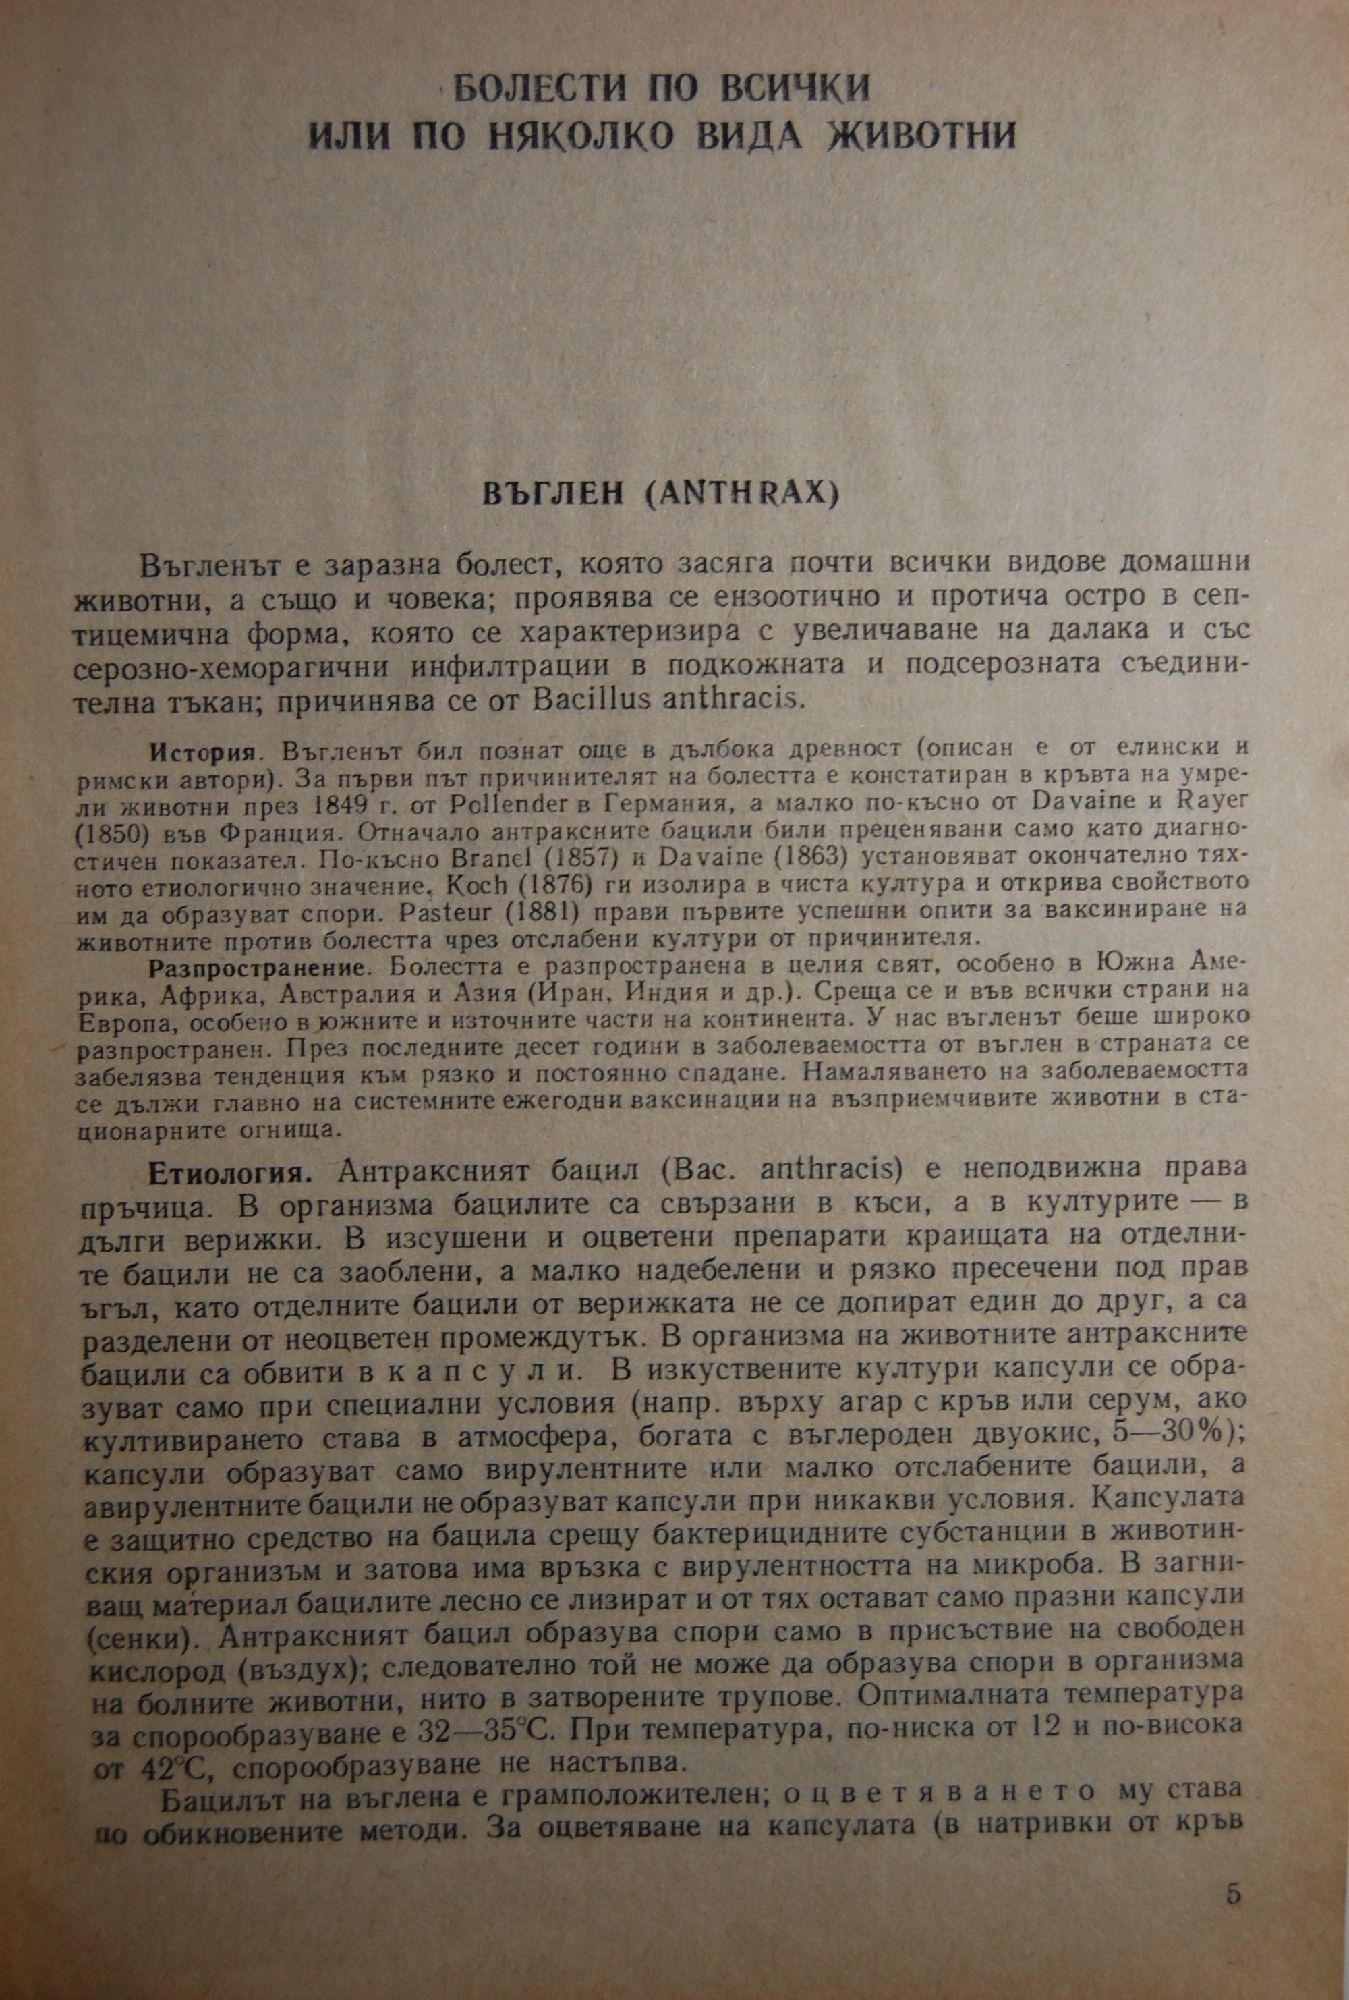 БОЛЕСТИ ПО ВСИЧКИ
ИЛИ ПО НЯКОЛКО ВИДА ЖИВОТНИ
ВЪГЛЕН (ANTHRAX)
Въгленът е заразна болест, която засяга почти всички видове домашни
животни, а също и човека; проявява се ензоотично и протича остро в сеп-
тицемична форма, която се характеризира с увеличаване на далака и със
серозно-хеморагични инфилтрации в подкожната и подсерозната съедини-
телна тъкан; причинява се от Bacillus anthracis.
История. Въгленът бил познат още в дълбока древност (описан е от елински и
римски автори). За първи път причинителят на болестта е констатиран в кръвта на умре-
ли животни през 1849 г. от Pollender в Германия, а малко по-късно от Davaine и Rayer
(1850) във Франция. Отначало антраксните бацили били преценявани само като диагно-
стичен показател. По-късно Branel (1857) и Davaine (1863) установяват окончателно тях-
ното етиологично значение. Koch (1876) ги изолира в чиста култура и открива свойството
им да образуват спори. Pasteur (1881) прави първите успешни опити за ваксиниране на
животните против болестта чрез отслабени култури от причинителя.
Разпространение. Болестта е разпространена в целия свят, особено в Южна Аме-
рика, Африка, Австралия и Азия (Иран, Индия и др.). Среща се и във всички страни на
Европа, особено в южните и източните части на континента. У нас въгленът беше широко
разпространен. През последните десет години в заболеваемостта от въглен в страната се
забелязва тенденция към рязко и постоянно спадане. Намаляването на заболеваемостта
се дължи главно на системните ежегодни ваксинации на възприемчивите животни в ста-
ционарните огнища.
Етиология. Антраксният бацил (Bac. anthracis) е неподвижна права
пръчица. В организма бацилите са свързани в къси, а в културите — в
дълги верижки. В изсушени и оцветени препарати краищата на отделни-
те бацили не са заоблени, а малко надебелени и рязко пресечени под прав
ъгъл, като отделните бацили от верижката не се допират един до друг, а са
разделени от неоцветен промеждутък. В организма на животните антраксните
бацили са обвити в к а п с у л и. В изкуствените култури капсули се обра-
зуват само при специални условия (напр. върху агар с кръв или серум, ако
култивирането става в атмосфера, богата с въглероден двуокис, 5—30%);
капсули образуват само вирулентните или малко отслабените бацили, а
авирулентните бацили не образуват капсули при никакви условия. Капсулата
е защитно средство на бацила срещу бактерицидните субстанции в животин-
ския организъм и затова има връзка с вирулентността на микроба. В загни-
ващ материал бацилите лесно се лизират и от тях остават само празни капсули
(сенки). Антраксният бацил образува спори само в присъствие на свободен
кислород (въздух); следователно той не може да образува спори в организма
на болните животни, нито в затворените трупове. Оптималната температура
за спорообразуване е 32—35°С. При температура, по-ниска от 12 и по-висока
от 42°С, спорообразуване не настъпва.
Бацилът на въглена е грамположителен; о ц в е т я в а н е т о му става
по обикновените методи. За оцветяване на капсулата (в натривки от кръв
5